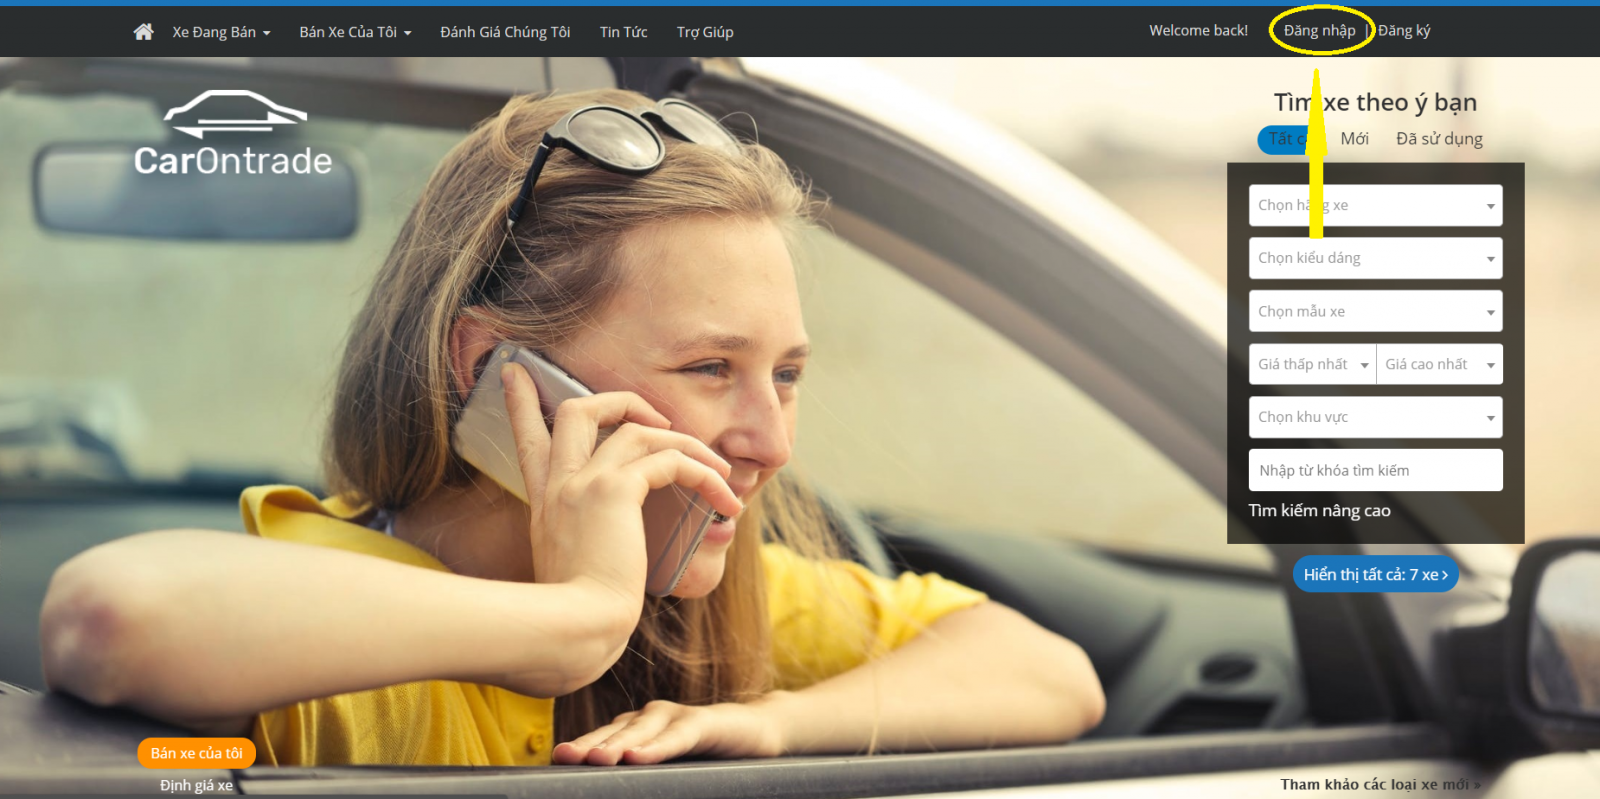 Xe Đang Bán Bán Xe Của Tôi Đánh Giá Chúng Tôi Tin Tức Trợ Giúp Welcome back! Đăng nhập | Đăng ký
CarOntrade
Tìm xe theo ý bạn
Tất Mới Đã sử dụng
Chọn hãng xe
Chọn kiểu dáng
Chọn mẫu xe
Giá thấp nhất Giá cao nhất
Chọn khu vực
Nhập từ khóa tìm kiếm
Tìm kiếm nâng cao
Hiển thị tất cả: 7 xe ›
Bán xe của tôi
Định giá xe
Tham khảo các loại xe mới »